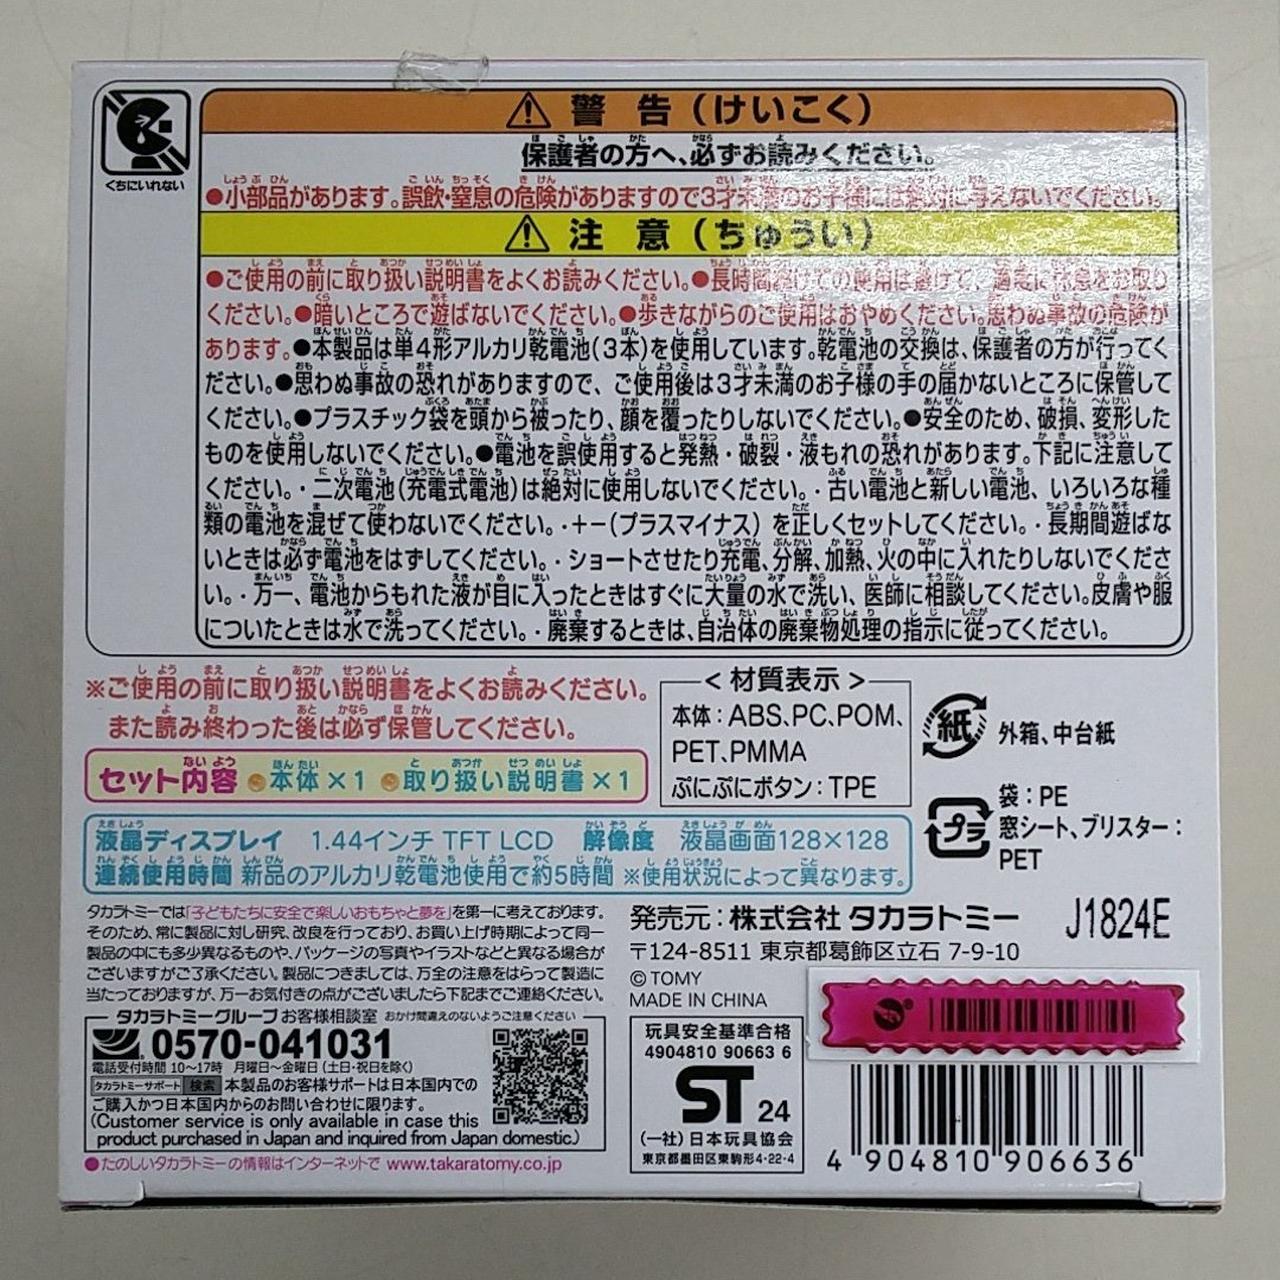 くちにいれない
⚠ 警 告 (けいこく)
保護者の方へ、必ずお読みください。
●小部品があります。誤飲・窒息の危険がありますので3才未満のお子様には絶対に与えないでください。
⚠ 注 意 (ちゅうい)
●ご使用の前に取り扱い説明書をよくお読みください。●長時間続けての使用は避けて、適度に休息をお取り
ください。●暗いところで遊ばないでください。●歩きながらのご使用はおやめください。思わぬ事故の危険が
あります。●本製品は単4形アルカリ乾電池(3本)を使用しています。乾電池の交換は、保護者の方が行ってく
ださい。●思わぬ事故の恐れがありますので、ご使用後は3才未満のお子様の手の届かないところに保管して
ください。●プラスチック袋を頭から被ったり、顔を覆ったりしないでください。●安全のため、破損、変形した
ものを使用しないでください。●電池を誤使用すると発熱・破裂・液もれの恐れがあります。下記に注意して
ください。・二次電池(充電式電池)は絶対に使用しないでください。・古い電池と新しい電池、いろいろな種
類の電池を混ぜて使わないでください。・+−(プラスマイナス)を正しくセットしてください。・長期間遊ばな
いときは必ず電池をはずしてください。・ショートさせたり充電、分解、加熱、火の中に入れたりしないでくださ
い。・万一、電池からもれた液が目に入ったときはすぐに大量の水で洗い、医師に相談してください。皮膚や服
についたときは水で洗ってください。・廃棄するときは、自治体の廃棄物処理の指示に従ってください。
※ご使用の前に取り扱い説明書をよくお読みください。
また読み終わった後は必ず保管してください。
セット内容 ●本体×1 ●取り扱い説明書×1
<材質表示>
本体:ABS、PC、POM、
PET、PMMA
ぷにぷにボタン:TPE
紙 外箱、中台紙
プラ 袋:PE
窓シート、ブリスター:
PET
液晶ディスプレイ 1.44インチ TFT LCD 解像度 液晶画面128×128
連続使用時間 新品のアルカリ乾電池使用で約5時間 ※使用状況によって異なります。
タカラトミーでは「子どもたちに安全で楽しいおもちゃと夢を」を第一に考えております。
そのため、常に製品に対し研究、改良を行っており、お買い上げ時期によって同一
製品の中にも多少異なるものや、パッケージの写真やイラストなどと異なる場合が
ございますがご了承ください。製品につきましては、万全の注意をはらって製造に
当たっておりますが、万一お気付きの点がございましたら下記までご連絡ください。
発売元:株式会社 タカラトミー J1824E
〒124-8511 東京都葛飾区立石 7-9-10
© TOMY
MADE IN CHINA
タカラトミーグループ お客様相談室 おかけ間違えのないようご注意ください
0570-041031
電話受付時間 10〜17時 月曜日〜金曜日(土・日・祝日を除く)
タカラトミーサポート 検索 本製品のお客様サポートは日本国内での
ご購入かつ日本国内からのお問い合わせに限ります。
(Customer service is only available in case this
product purchased in Japan and inquired from Japan domestic.)
●たのしいタカラトミーの情報はインターネットで www.takaratomy.co.jp
玩具安全基準合格
4904810 90663 6
ST 24
(一社)日本玩具協会
東京都墨田区東駒形4-22-4
4 904810 906636